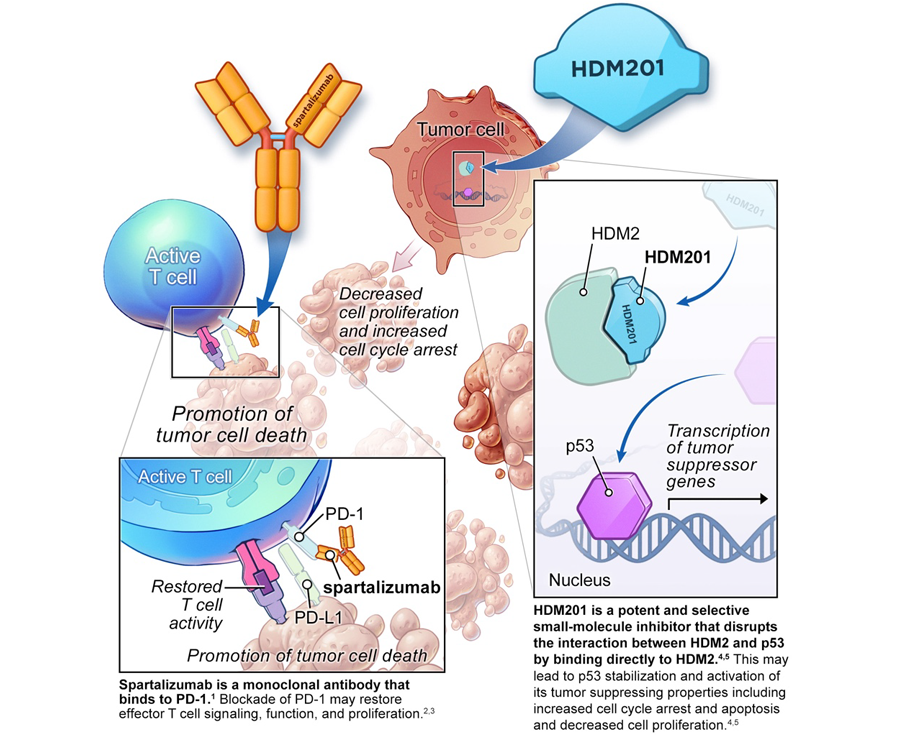 HDM201
spartalizumab
Tumor cell
Active
T cell
Decreased
cell proliferation
and increased
cell cycle arrest
Promotion of
tumor cell death
HDM201
HDM2
HDM201
HDM201
p53
Transcription
of tumor
suppressor
genes
Nucleus
Active T cell
PD-1
spartalizumab
Restored
T cell
activity
PD-L1
Promotion of tumor cell death
Spartalizumab is a monoclonal antibody that
binds to PD-1.¹ Blockade of PD-1 may restore
effector T cell signaling, function, and proliferation.²,³
HDM201 is a potent and selective
small-molecule inhibitor that disrupts
the interaction between HDM2 and p53
by binding directly to HDM2.⁴,⁵ This may
lead to p53 stabilization and activation of
its tumor suppressing properties including
increased cell cycle arrest and apoptosis
and decreased cell proliferation.⁴,⁵